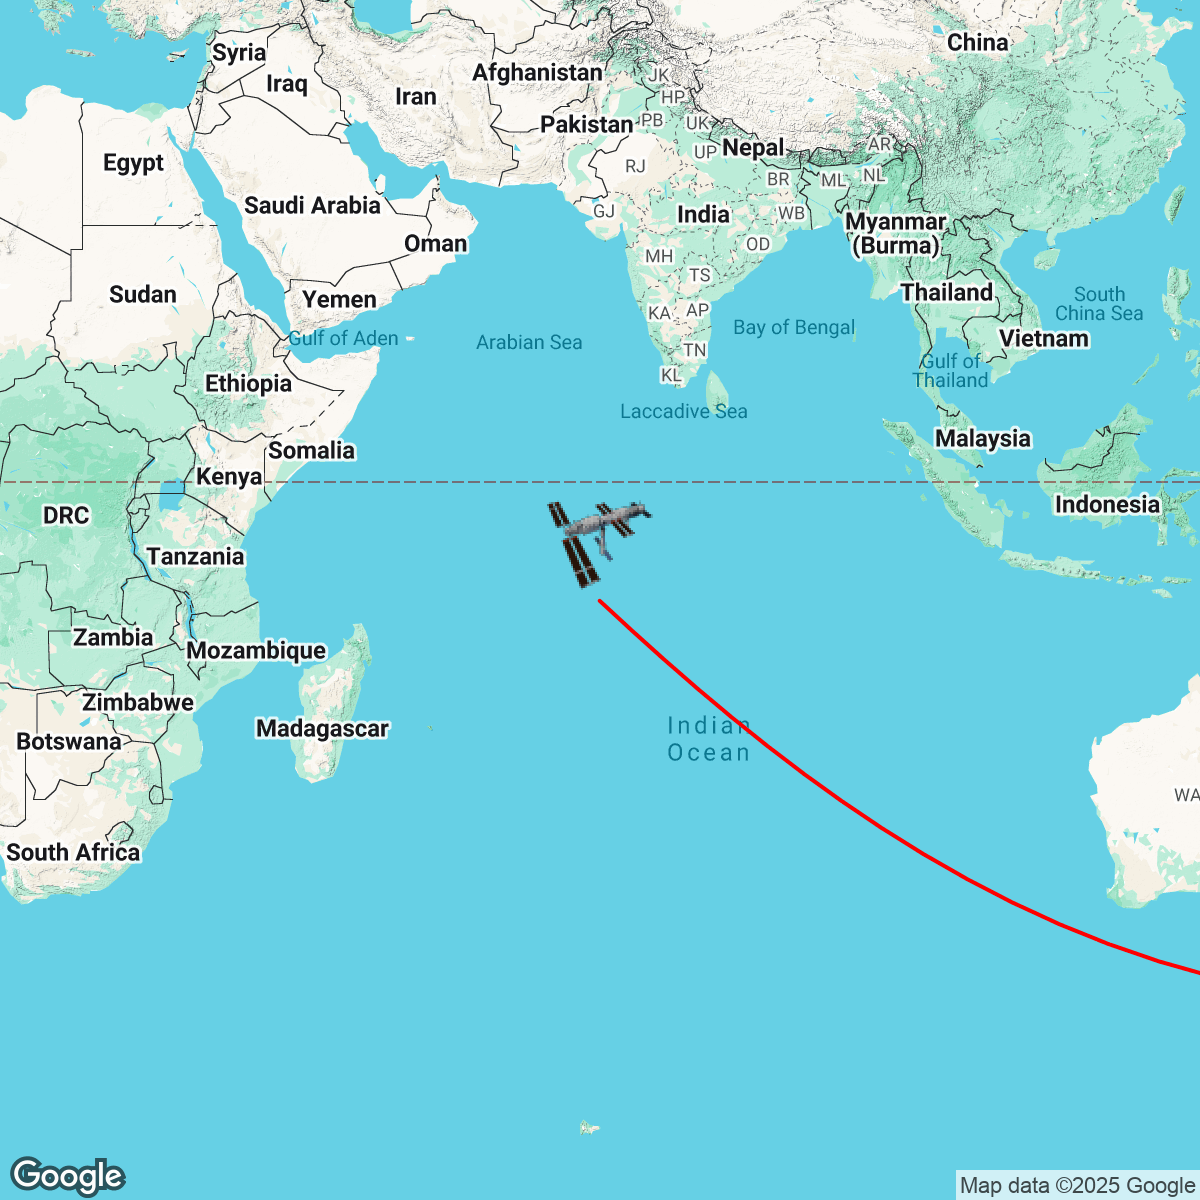 China
Syria
Afghanistan
JK
Iraq
Iran
HP
Pakistan
PB
UK
Nepal
AR
Egypt
UP
RJ
BR
ML
NL
Saudi Arabia
GJ
India
WB
Myanmar
(Burma)
Oman
OD
MH
TS
Sudan
Yemen
Thailand
South
China Sea
KA
AP
Bay of Bengal
Gulf of Aden
Arabian Sea
Vietnam
TN
Gulf of
Thailand
KL
Ethiopia
Laccadive Sea
Malaysia
Somalia
Kenya
Indonesia
DRC
Tanzania
Zambia
Mozambique
Zimbabwe
Madagascar
Indian
Ocean
Botswana
WA
South Africa
Google
Map data ©2025 Google